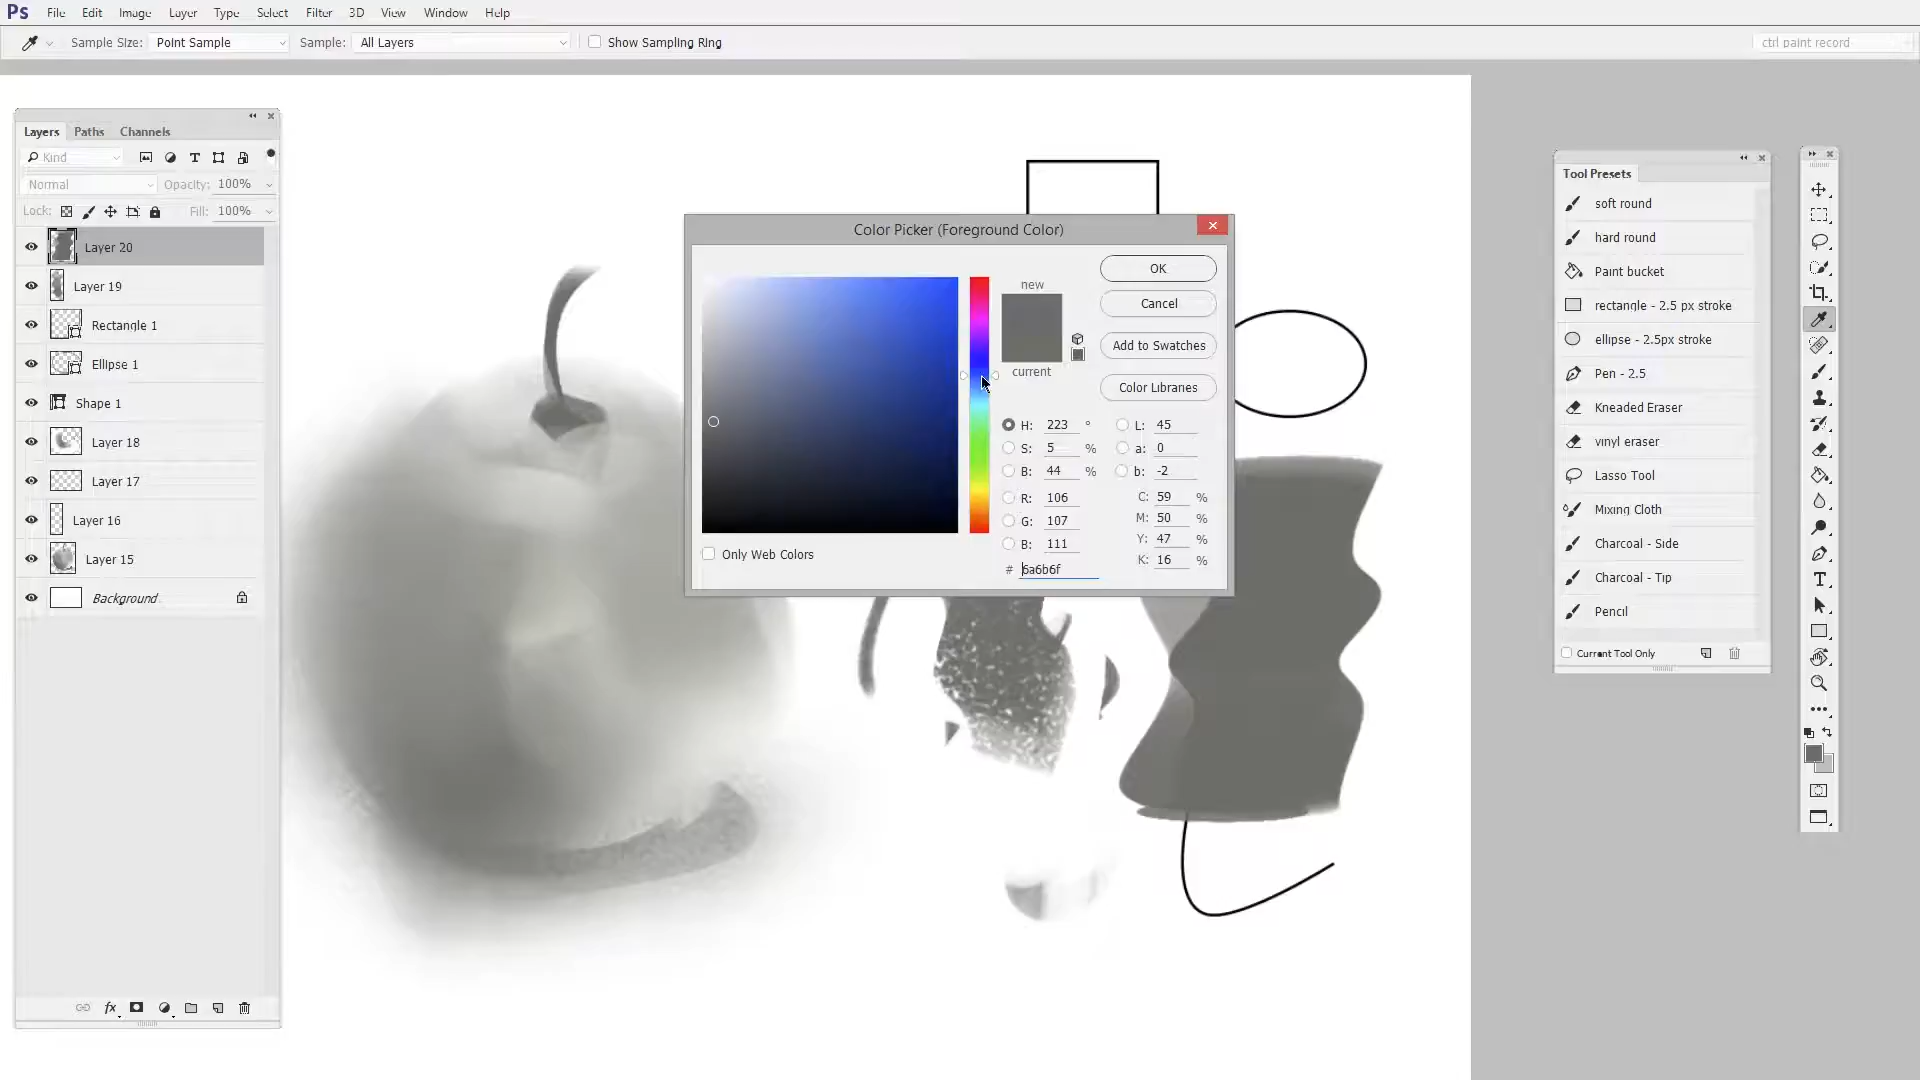 Ps File Edit Image Layer Type Select Filter 3D View Window Help
Sample Size: Point Sample Sample: All Layers Show Sampling Ring ctrl paint record
Layers Paths Channels
Kind
Normal Opacity: 100%
Lock: Fill: 100%
Layer 20
Layer 19
Rectangle 1
Ellipse 1
Shape 1
Layer 18
Layer 17
Layer 16
Layer 15
Background
fx
Color Picker (Foreground Color)
new
current
OK
Cancel
Add to Swatches
Color Libraries
H: 223 °
S: 5 %
B: 44 %
R: 106
G: 107
B: 111
# 6a6b6f
L: 45
a: 0
b: -2
C: 59 %
M: 50 %
Y: 47 %
K: 16 %
Only Web Colors
Tool Presets
soft round
hard round
Paint bucket
rectangle - 2.5 px stroke
ellipse - 2.5px stroke
Pen - 2.5
Kneaded Eraser
vinyl eraser
Lasso Tool
Mixing Cloth
Charcoal - Side
Charcoal - Tip
Pencil
Current Tool Only